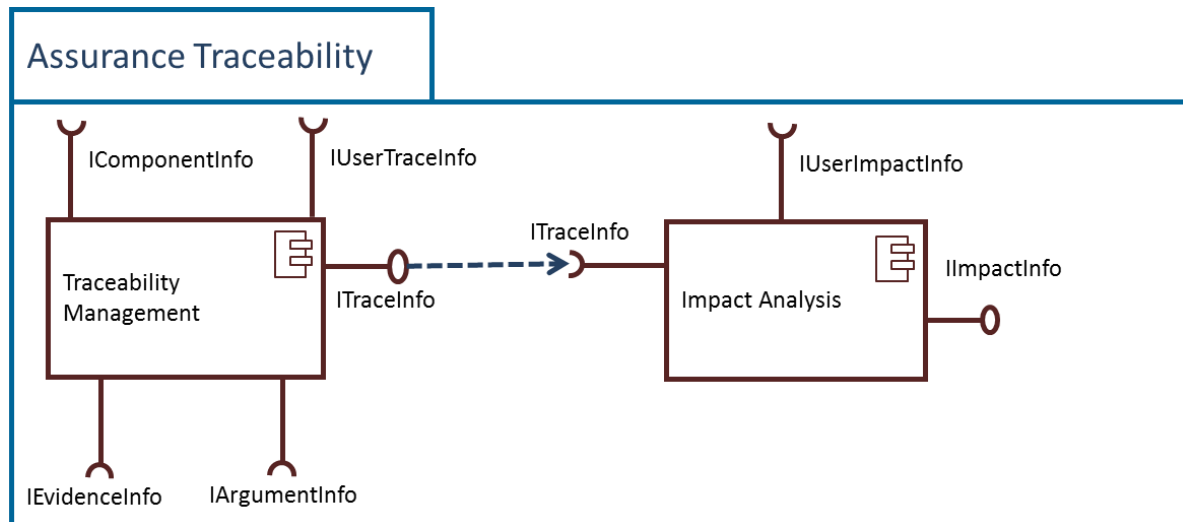 Assurance Traceability
IComponentInfo
IUserTraceInfo
IUserImpactInfo
ITraceInfo
Traceability
Management
ITraceInfo
Impact Analysis
IImpactInfo
IEvidenceInfo
IArgumentInfo